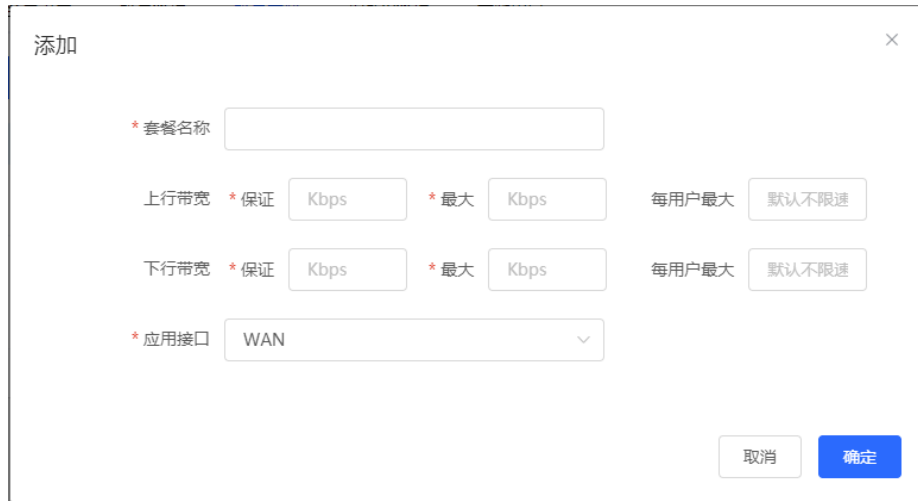 添加
* 套餐名称
上行带宽 * 保证 Kbps * 最大 Kbps 每用户最大 默认不限速
下行带宽 * 保证 Kbps * 最大 Kbps 每用户最大 默认不限速
* 应用接口 WAN
取消 确定